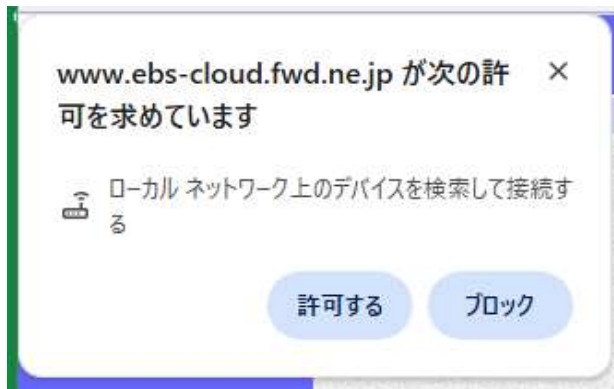 www.ebs-cloud.fwd.ne.jp が次の許
可を求めています
ローカル ネットワーク上のデバイスを検索して接続す
る
許可する
ブロック